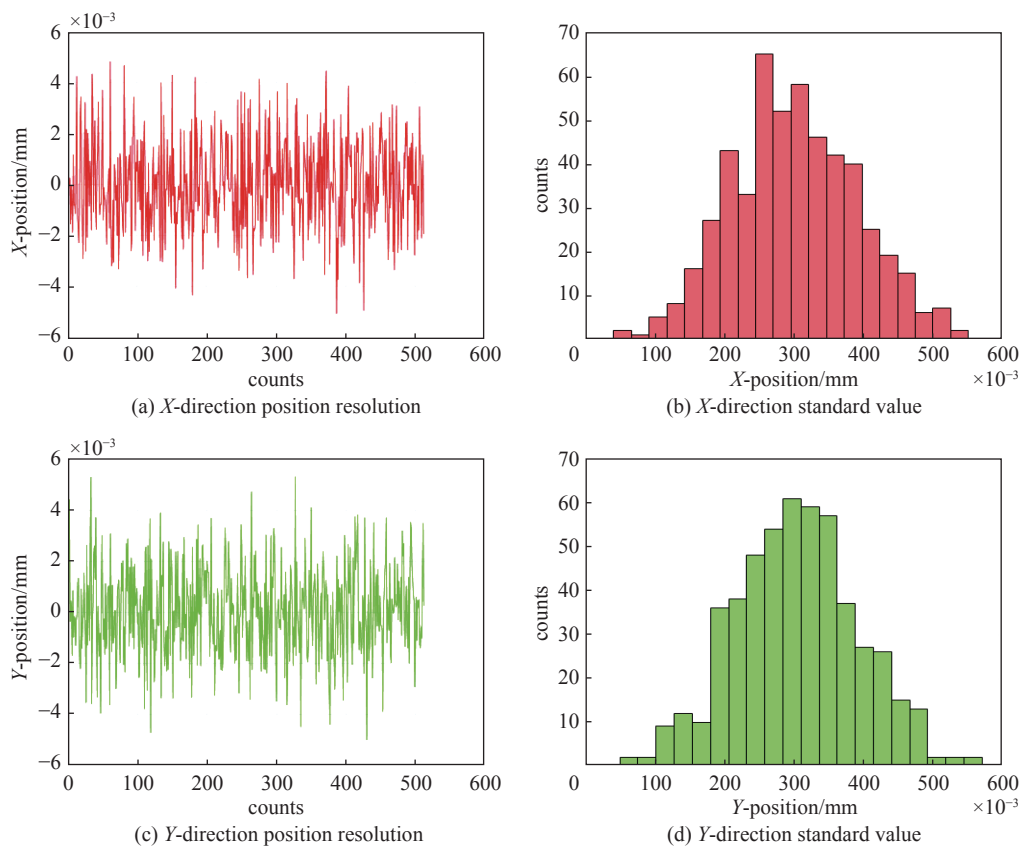 ×10⁻³
6
4
2
0
−2
−4
−6
X-position/mm
0 100 200 300 400 500 600
counts
(a) X-direction position resolution
70
60
50
40
30
20
10
counts
0 100 200 300 400 500 600
X-position/mm ×10⁻³
(b) X-direction standard value
×10⁻³
6
4
2
0
−2
−4
−6
Y-position/mm
0 100 200 300 400 500 600
counts
(c) Y-direction position resolution
70
60
50
40
30
20
10
counts
0 100 200 300 400 500 600
Y-position/mm ×10⁻³
(d) Y-direction standard value